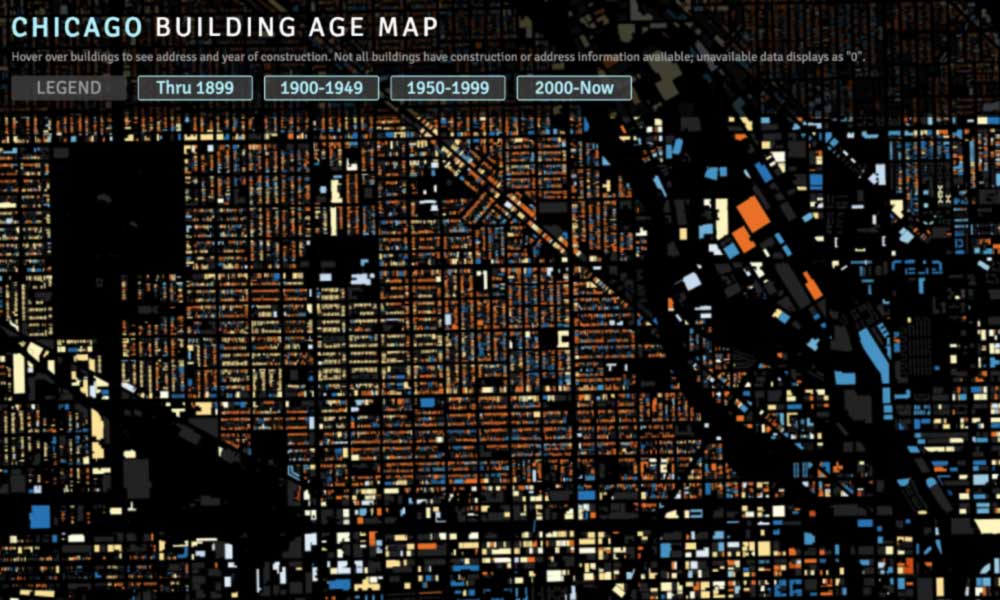 CHICAGO BUILDING AGE MAP
Hover over buildings to see address and year of construction. Not all buildings have construction or address information available; unavailable data displays as "0".
LEGEND Thru 1899 1900-1949 1950-1999 2000-Now